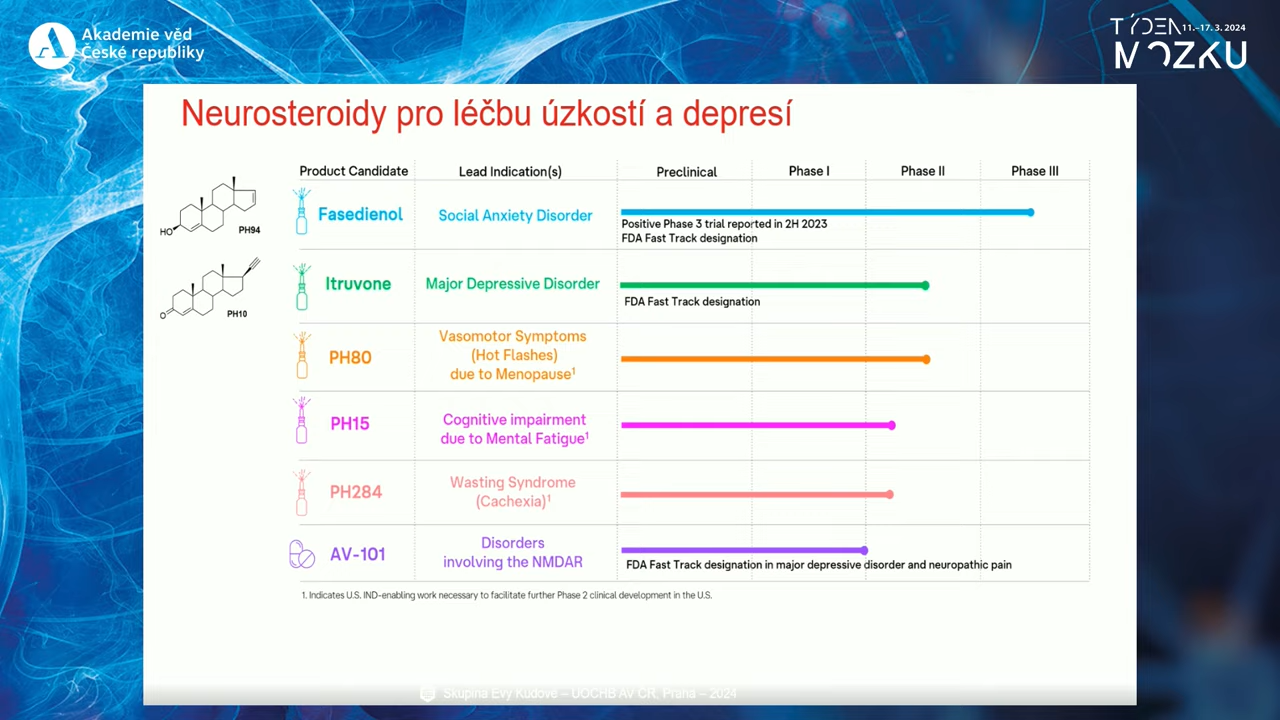 Akademie věd
České republiky
TÝDEN 11.–17. 3. 2024
MOZKU
Neurosteroidy pro léčbu úzkostí a depresí
Product Candidate Lead Indication(s) Preclinical Phase I Phase II Phase III
HO PH94
Fasedienol Social Anxiety Disorder
Positive Phase 3 trial reported in 2H 2023
FDA Fast Track designation
O PH10
Itruvone Major Depressive Disorder
FDA Fast Track designation
PH80
Vasomotor Symptoms
(Hot Flashes)
due to Menopause¹
PH15
Cognitive impairment
due to Mental Fatigue¹
PH284
Wasting Syndrome
(Cachexia)¹
AV-101
Disorders
involving the NMDAR
FDA Fast Track designation in major depressive disorder and neuropathic pain
1. Indicates U.S. IND-enabling work necessary to facilitate further Phase 2 clinical development in the U.S.
Skupina Evy Kudové – ÚOCHB AV ČR, Praha – 2024